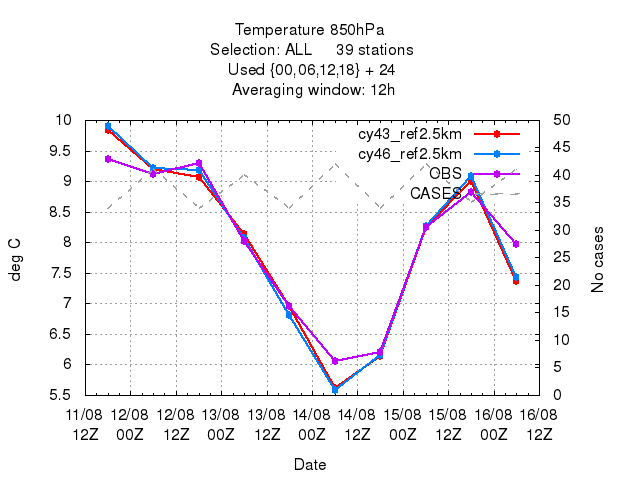 Temperature 850hPa
Selection: ALL 39 stations
Used {00,06,12,18} + 24
Averaging window: 12h
cy43_ref2.5km
cy46_ref2.5km
OBS
CASES
10
9.5
9
8.5
8
7.5
7
6.5
6
5.5
deg C
50
45
40
35
30
25
20
15
10
5
0
No cases
11/08 12/08 12/08 13/08 13/08 14/08 14/08 15/08 15/08 16/08 16/08
12Z 00Z 12Z 00Z 12Z 00Z 12Z 00Z 12Z 00Z 12Z
Date